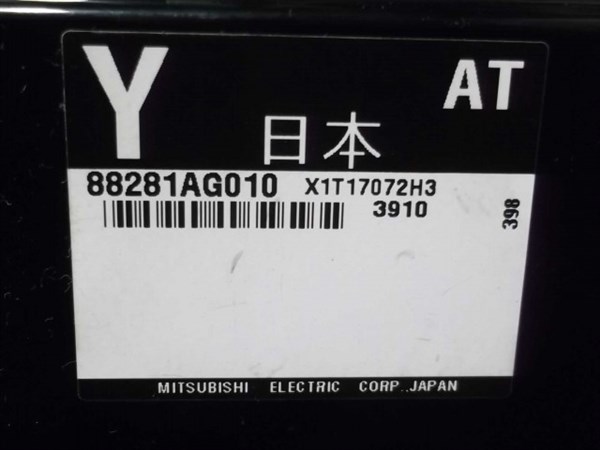 Y AT
日本
88281AG010 X1T17072H3
3910
398
MITSUBISHI ELECTRIC CORP.,JAPAN